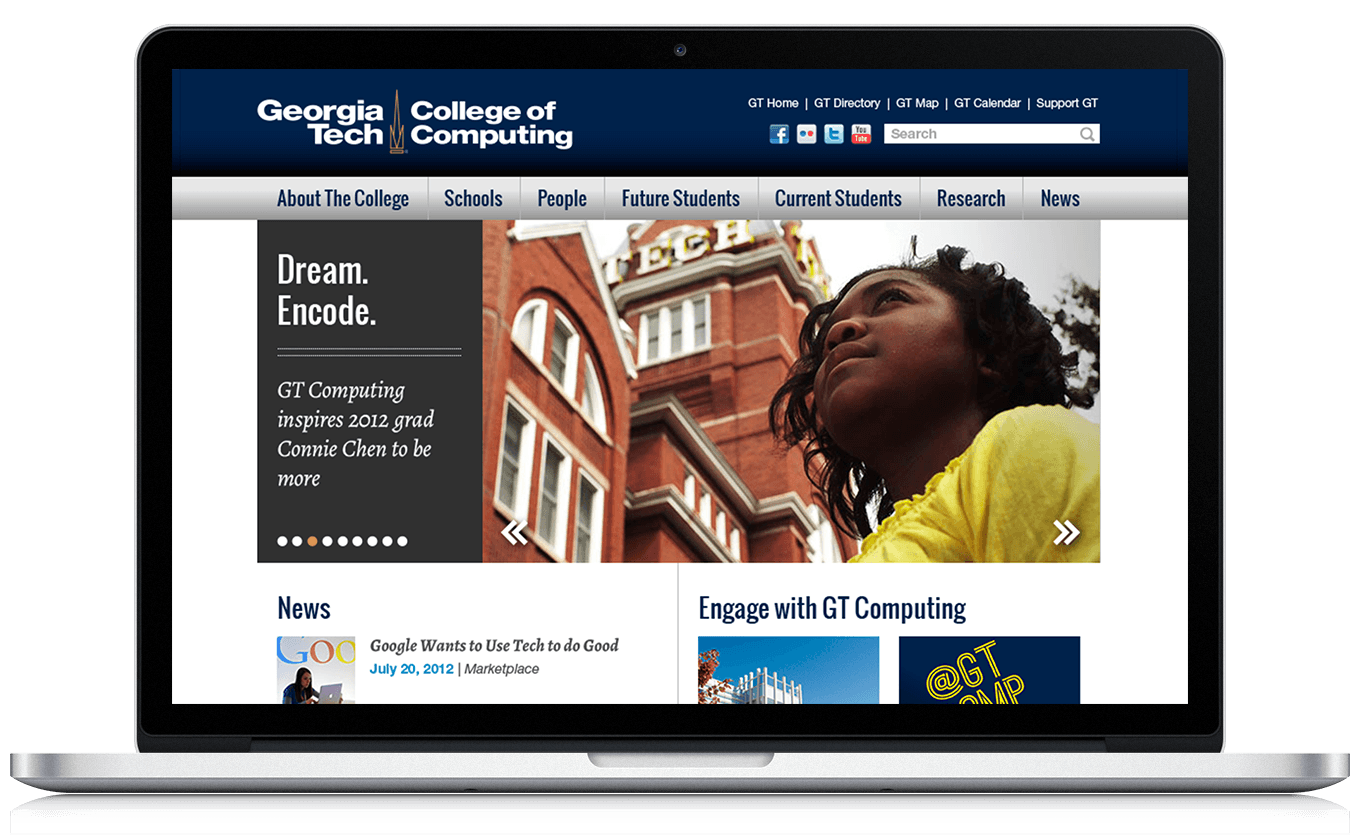 Georgia
Tech
College of
Computing
GT Home | GT Directory | GT Map | GT Calendar | Support GT
You
Tube
Search
About The College
Schools
People
Future Students
Current Students
Research
News
Dream.
Encode.
TECH
GT Computing
inspires 2012 grad
Connie Chen to be
more
News
Google Wants to Use Tech to do Good
July 20, 2012 | Marketplace
Engage with GT Computing
@GT